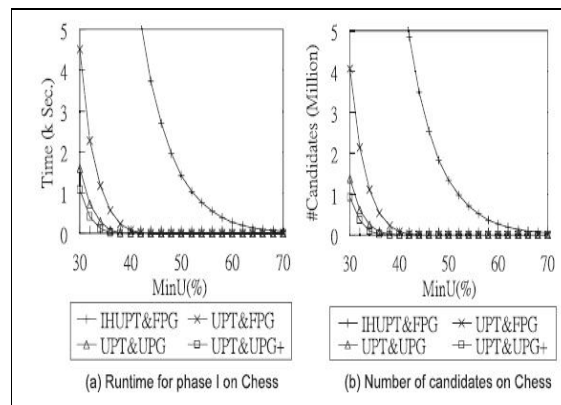 5
4
3
2
1
0
Time (k Sec.)
30 40 50 60 70
MinU(%)
IHUPT&FPG UPT&FPG
UPT&UPG UPT&UPG+
(a) Runtime for phase I on Chess
5
4
3
2
1
0
#Candidates (Million)
30 40 50 60 70
MinU(%)
IHUPT&FPG UPT&FPG
UPT&UPG UPT&UPG+
(b) Number of candidates on Chess